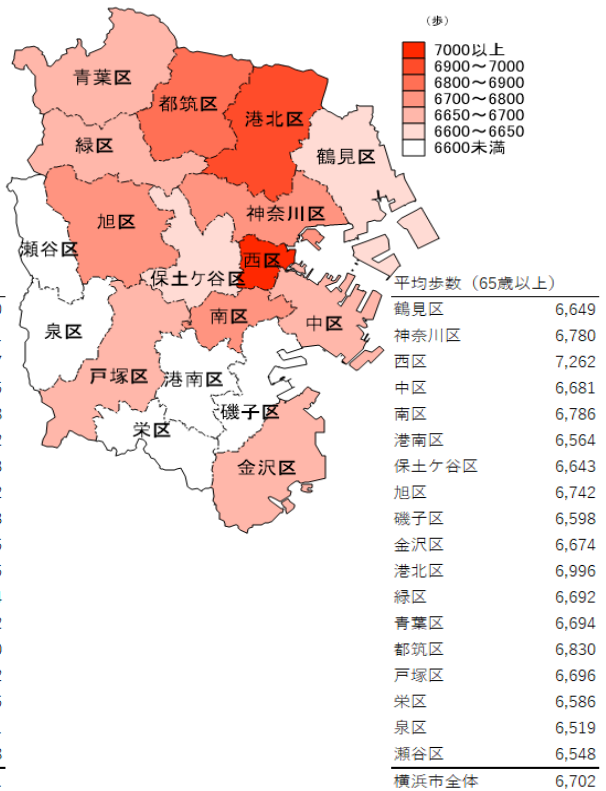 （歩）
7000以上
6900～7000
6800～6900
6700～6800
6650～6700
6600～6650
6600未満
青葉区
都筑区
港北区
緑区
鶴見区
神奈川区
旭区
瀬谷区
西区
保土ケ谷区
泉区
南区
中区
戸塚区
港南区
磯子区
栄区
金沢区
平均歩数（65歳以上）
鶴見区 6,649
神奈川区 6,780
西区 7,262
中区 6,681
南区 6,786
港南区 6,564
保土ケ谷区 6,643
旭区 6,742
磯子区 6,598
金沢区 6,674
港北区 6,996
緑区 6,692
青葉区 6,694
都筑区 6,830
戸塚区 6,696
栄区 6,586
泉区 6,519
瀬谷区 6,548
横浜市全体 6,702